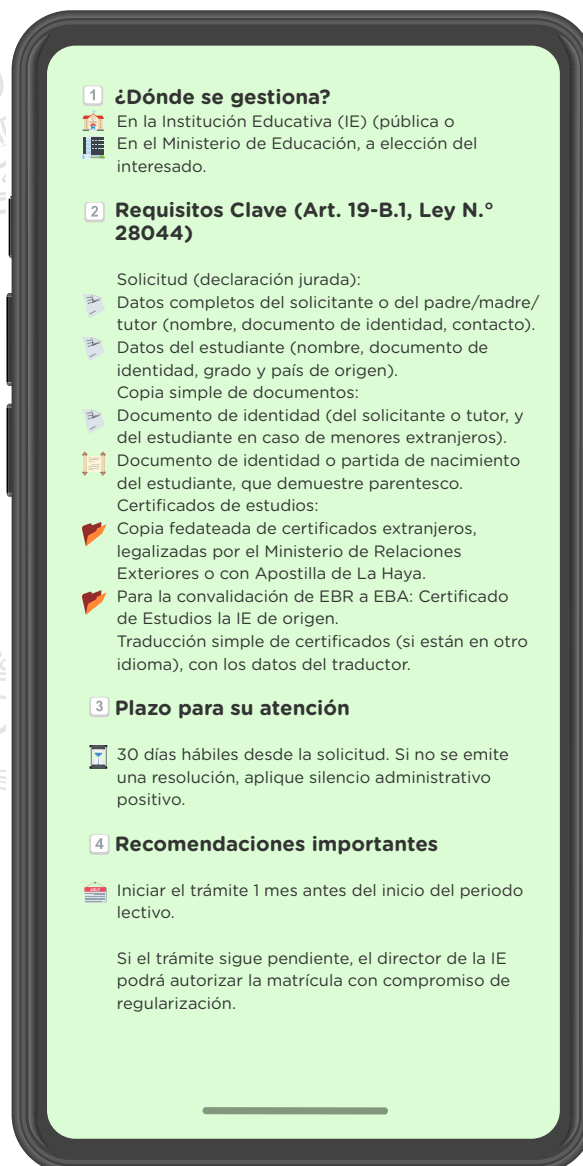 1 ¿Dónde se gestiona?
En la Institución Educativa (IE) (pública o
En el Ministerio de Educación, a elección del
interesado.
2 Requisitos Clave (Art. 19-B.1, Ley N.°
28044)
Solicitud (declaración jurada):
Datos completos del solicitante o del padre/madre/
tutor (nombre, documento de identidad, contacto).
Datos del estudiante (nombre, documento de
identidad, grado y país de origen).
Copia simple de documentos:
Documento de identidad (del solicitante o tutor, y
del estudiante en caso de menores extranjeros).
Documento de identidad o partida de nacimiento
del estudiante, que demuestre parentesco.
Certificados de estudios:
Copia fedateada de certificados extranjeros,
legalizadas por el Ministerio de Relaciones
Exteriores o con Apostilla de La Haya.
Para la convalidación de EBR a EBA: Certificado
de Estudios la IE de origen.
Traducción simple de certificados (si están en otro
idioma), con los datos del traductor.
3 Plazo para su atención
30 días hábiles desde la solicitud. Si no se emite
una resolución, aplique silencio administrativo
positivo.
4 Recomendaciones importantes
Iniciar el trámite 1 mes antes del inicio del periodo
lectivo.
Si el trámite sigue pendiente, el director de la IE
podrá autorizar la matrícula con compromiso de
regularización.